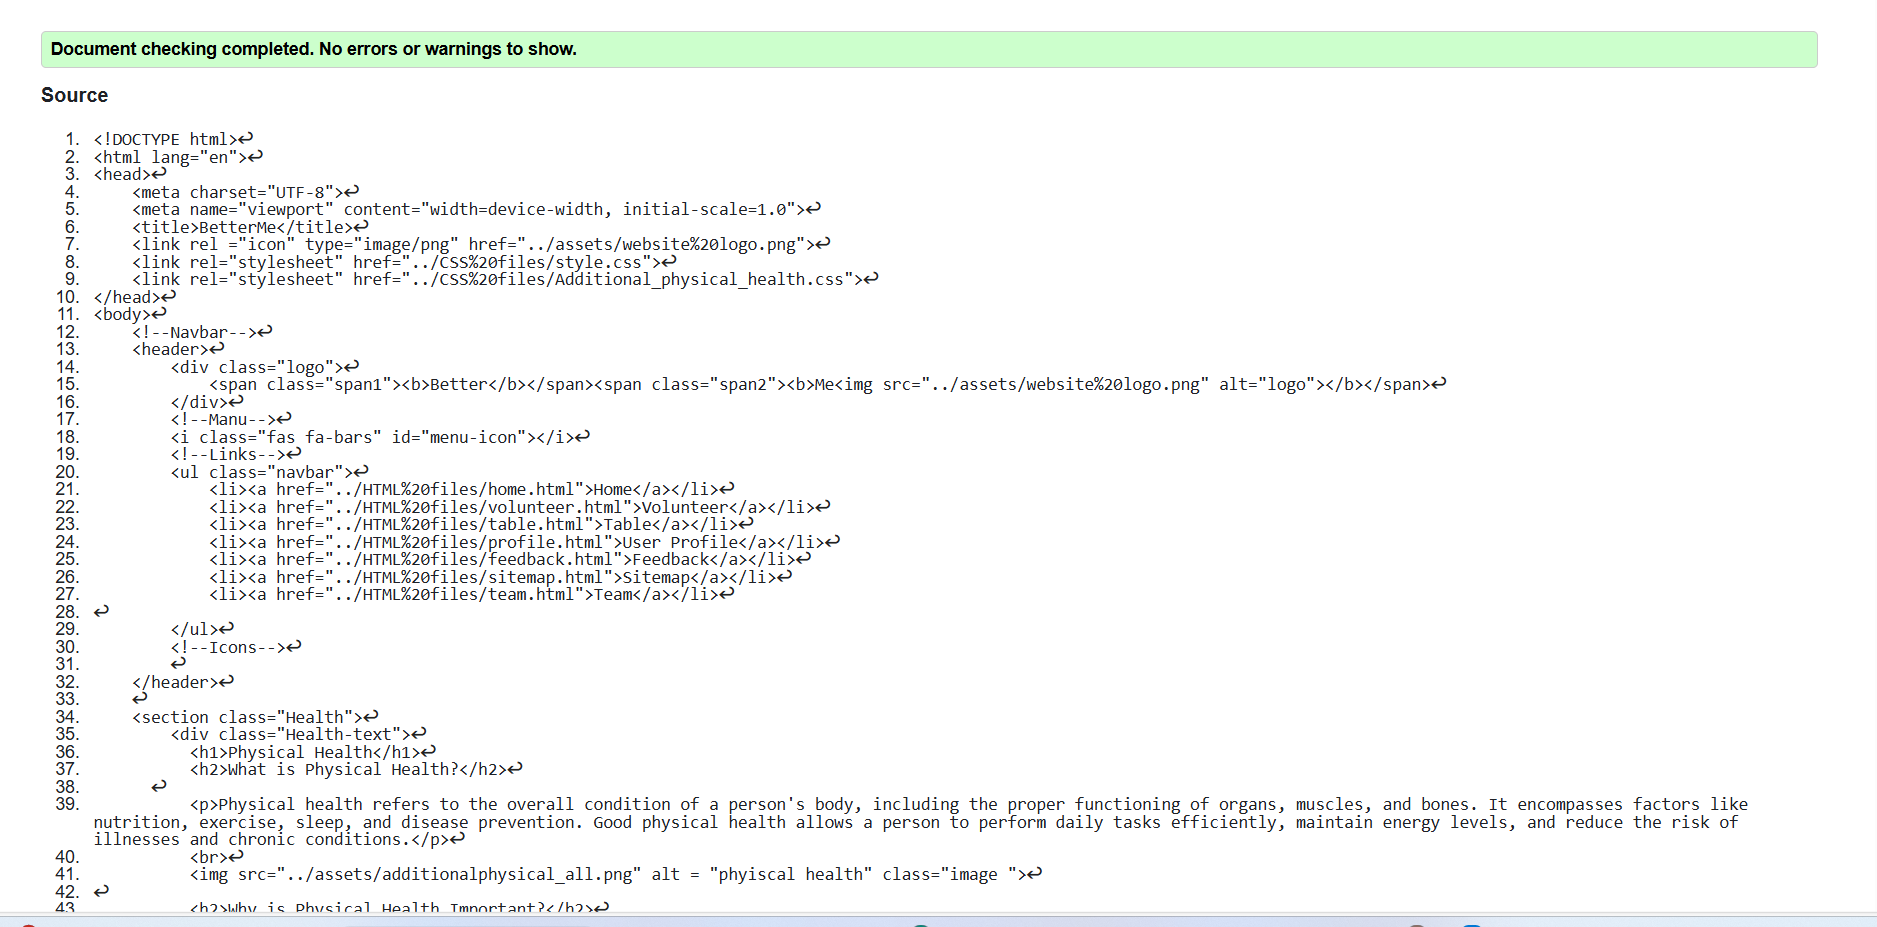 Document checking completed. No errors or warnings to show.
Source
1. <!DOCTYPE html>↩
2. <html lang="en">↩
3. <head>↩
4.     <meta charset="UTF-8">↩
5.     <meta name="viewport" content="width=device-width, initial-scale=1.0">↩
6.     <title>BetterMe</title>↩
7.     <link rel ="icon" type="image/png" href="../assets/website%20logo.png">↩
8.     <link rel="stylesheet" href="../CSS%20files/style.css">↩
9.     <link rel="stylesheet" href="../CSS%20files/Additional_physical_health.css">↩
10. </head>↩
11. <body>↩
12.     <!--Navbar-->↩
13.     <header>↩
14.         <div class="logo">↩
15.             <span class="span1"><b>Better</b></span><span class="span2"><b>Me<img src="../assets/website%20logo.png" alt="logo"></b></span>↩
16.         </div>↩
17.         <!--Manu-->↩
18.         <i class="fas fa-bars" id="menu-icon"></i>↩
19.         <!--Links-->↩
20.         <ul class="navbar">↩
21.             <li><a href="../HTML%20files/home.html">Home</a></li>↩
22.             <li><a href="../HTML%20files/volunteer.html">Volunteer</a></li>↩
23.             <li><a href="../HTML%20files/table.html">Table</a></li>↩
24.             <li><a href="../HTML%20files/profile.html">User Profile</a></li>↩
25.             <li><a href="../HTML%20files/feedback.html">Feedback</a></li>↩
26.             <li><a href="../HTML%20files/sitemap.html">Sitemap</a></li>↩
27.             <li><a href="../HTML%20files/team.html">Team</a></li>↩
28. ↩
29.         </ul>↩
30.         <!--Icons-->↩
31.         ↩
32.     </header>↩
33.     ↩
34.     <section class="Health">↩
35.         <div class="Health-text">↩
36.           <h1>Physical Health</h1>↩
37.           <h2>What is Physical Health?</h2>↩
38.       ↩
39.           <p>Physical health refers to the overall condition of a person's body, including the proper functioning of organs, muscles, and bones. It encompasses factors like
nutrition, exercise, sleep, and disease prevention. Good physical health allows a person to perform daily tasks efficiently, maintain energy levels, and reduce the risk of
illnesses and chronic conditions.</p>↩
40.           <br>↩
41.           <img src="../assets/additionalphysical_all.png" alt = "phyiscal health" class="image ">↩
42. ↩
43.           <h2>Why is Physical Health Important?</h2>↩